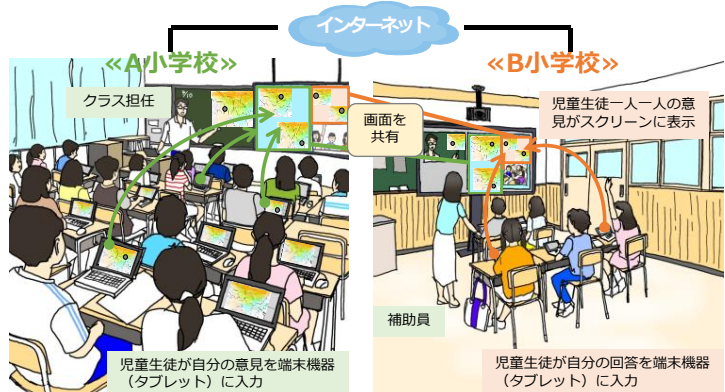 インターネット
≪A小学校≫
≪B小学校≫
クラス担任
画面を
共有
児童生徒一人一人の意
見がスクリーンに表示
補助員
児童生徒が自分の意見を端末機器
（タブレット）に入力
児童生徒が自分の回答を端末機器
（タブレット）に入力